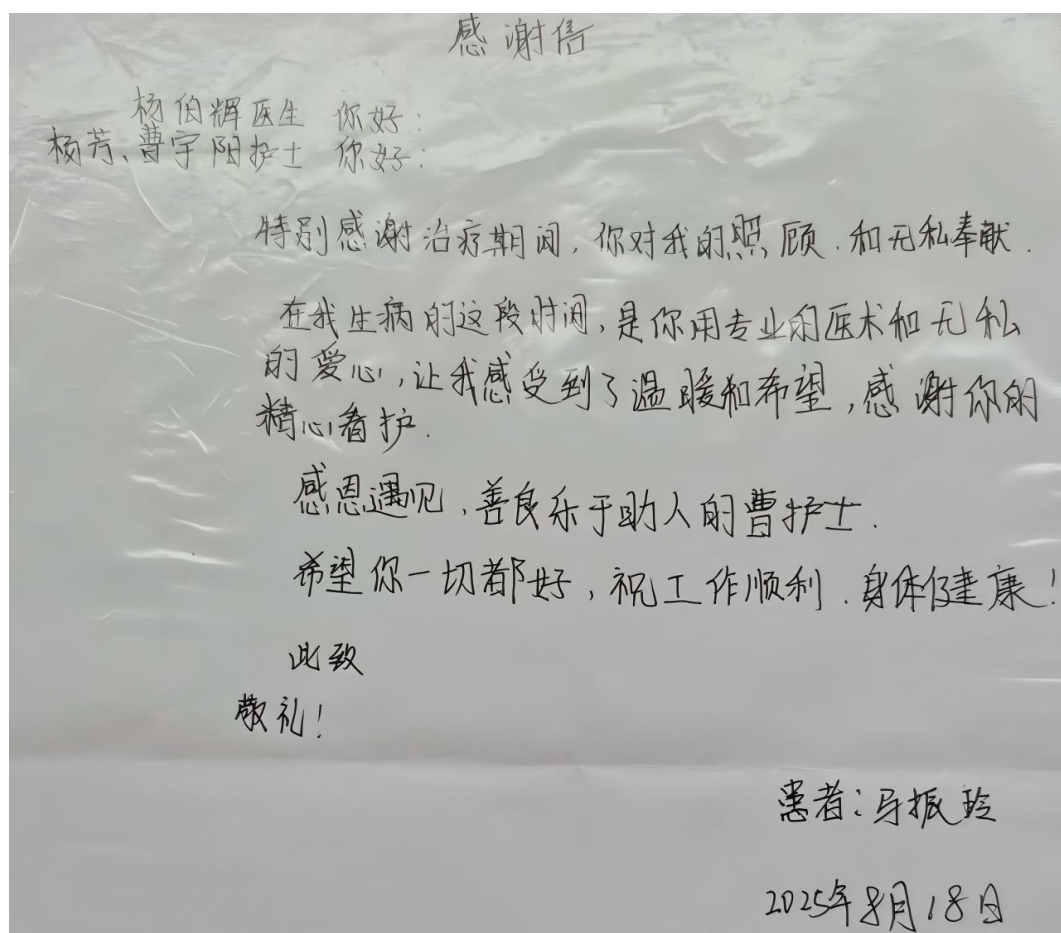 感谢信
杨伯辉医生 你好:
杨芳、曹宇阳护士 你好:
特别感谢治疗期间,你对我的照顾.和无私奉献.
在我生病的这段时间,是你用专业的医术和无私
的爱心,让我感受到了温暖和希望,感谢你的
精心看护.
感恩遇见,善良乐于助人的曹护士.
希望你一切都好,祝工作顺利.身体健康!
此致
敬礼!
患者:马振玲
2025年8月18日